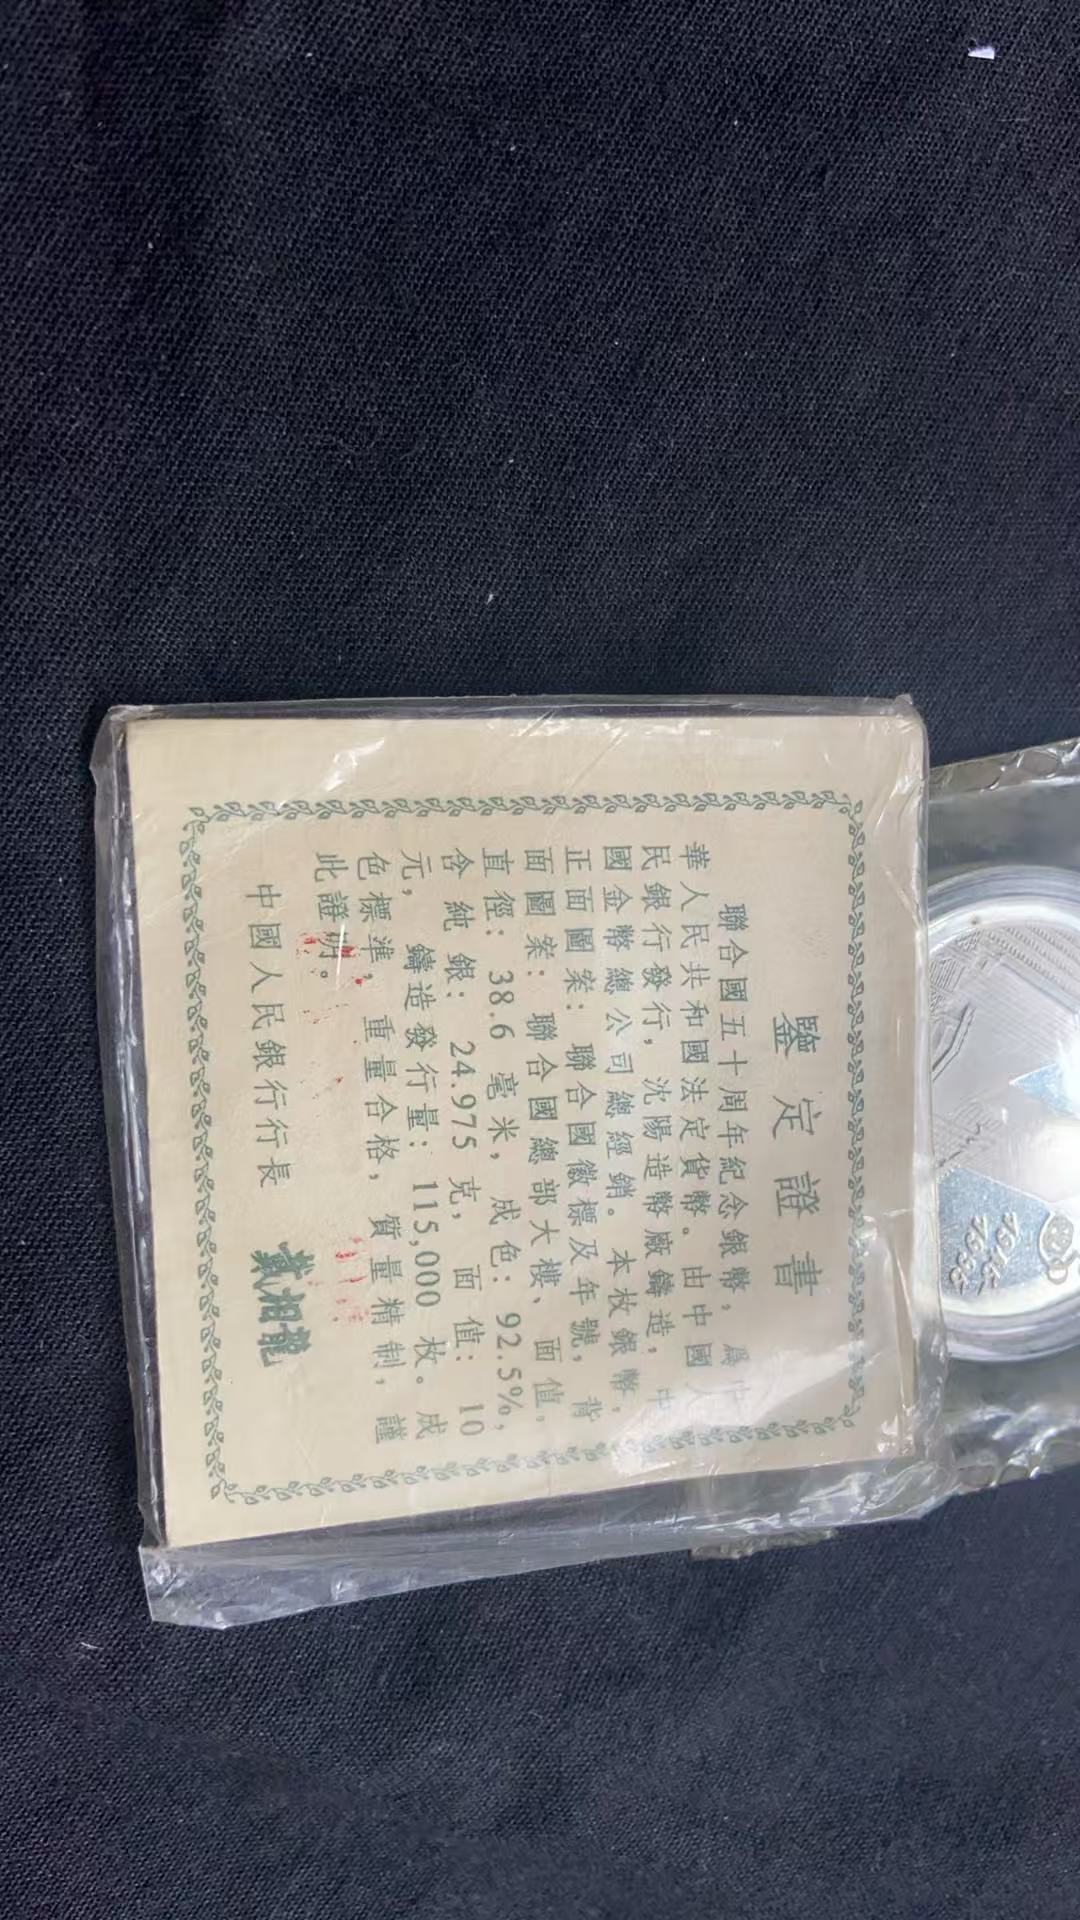 鑒定證書
聯合國五十周年紀念銀幣，爲中
華人民共和國法定貨幣。由中國人
民銀行發行，沈陽造幣廠鑄造，中
國金幣總公司總經銷。本枚銀幣，
正面圖案：聯合國徽標及年號，背
面圖案：聯合國總部大樓、面值，
直徑：38.6 毫米，成色：92.5%，
含純銀：24.975 克，面值：10
元，鑄造發行量：115,000 枚。成
色標準，重量合格，質量精制，謹
此證明。
中國人民銀行行長 戴相龍
1945
1995